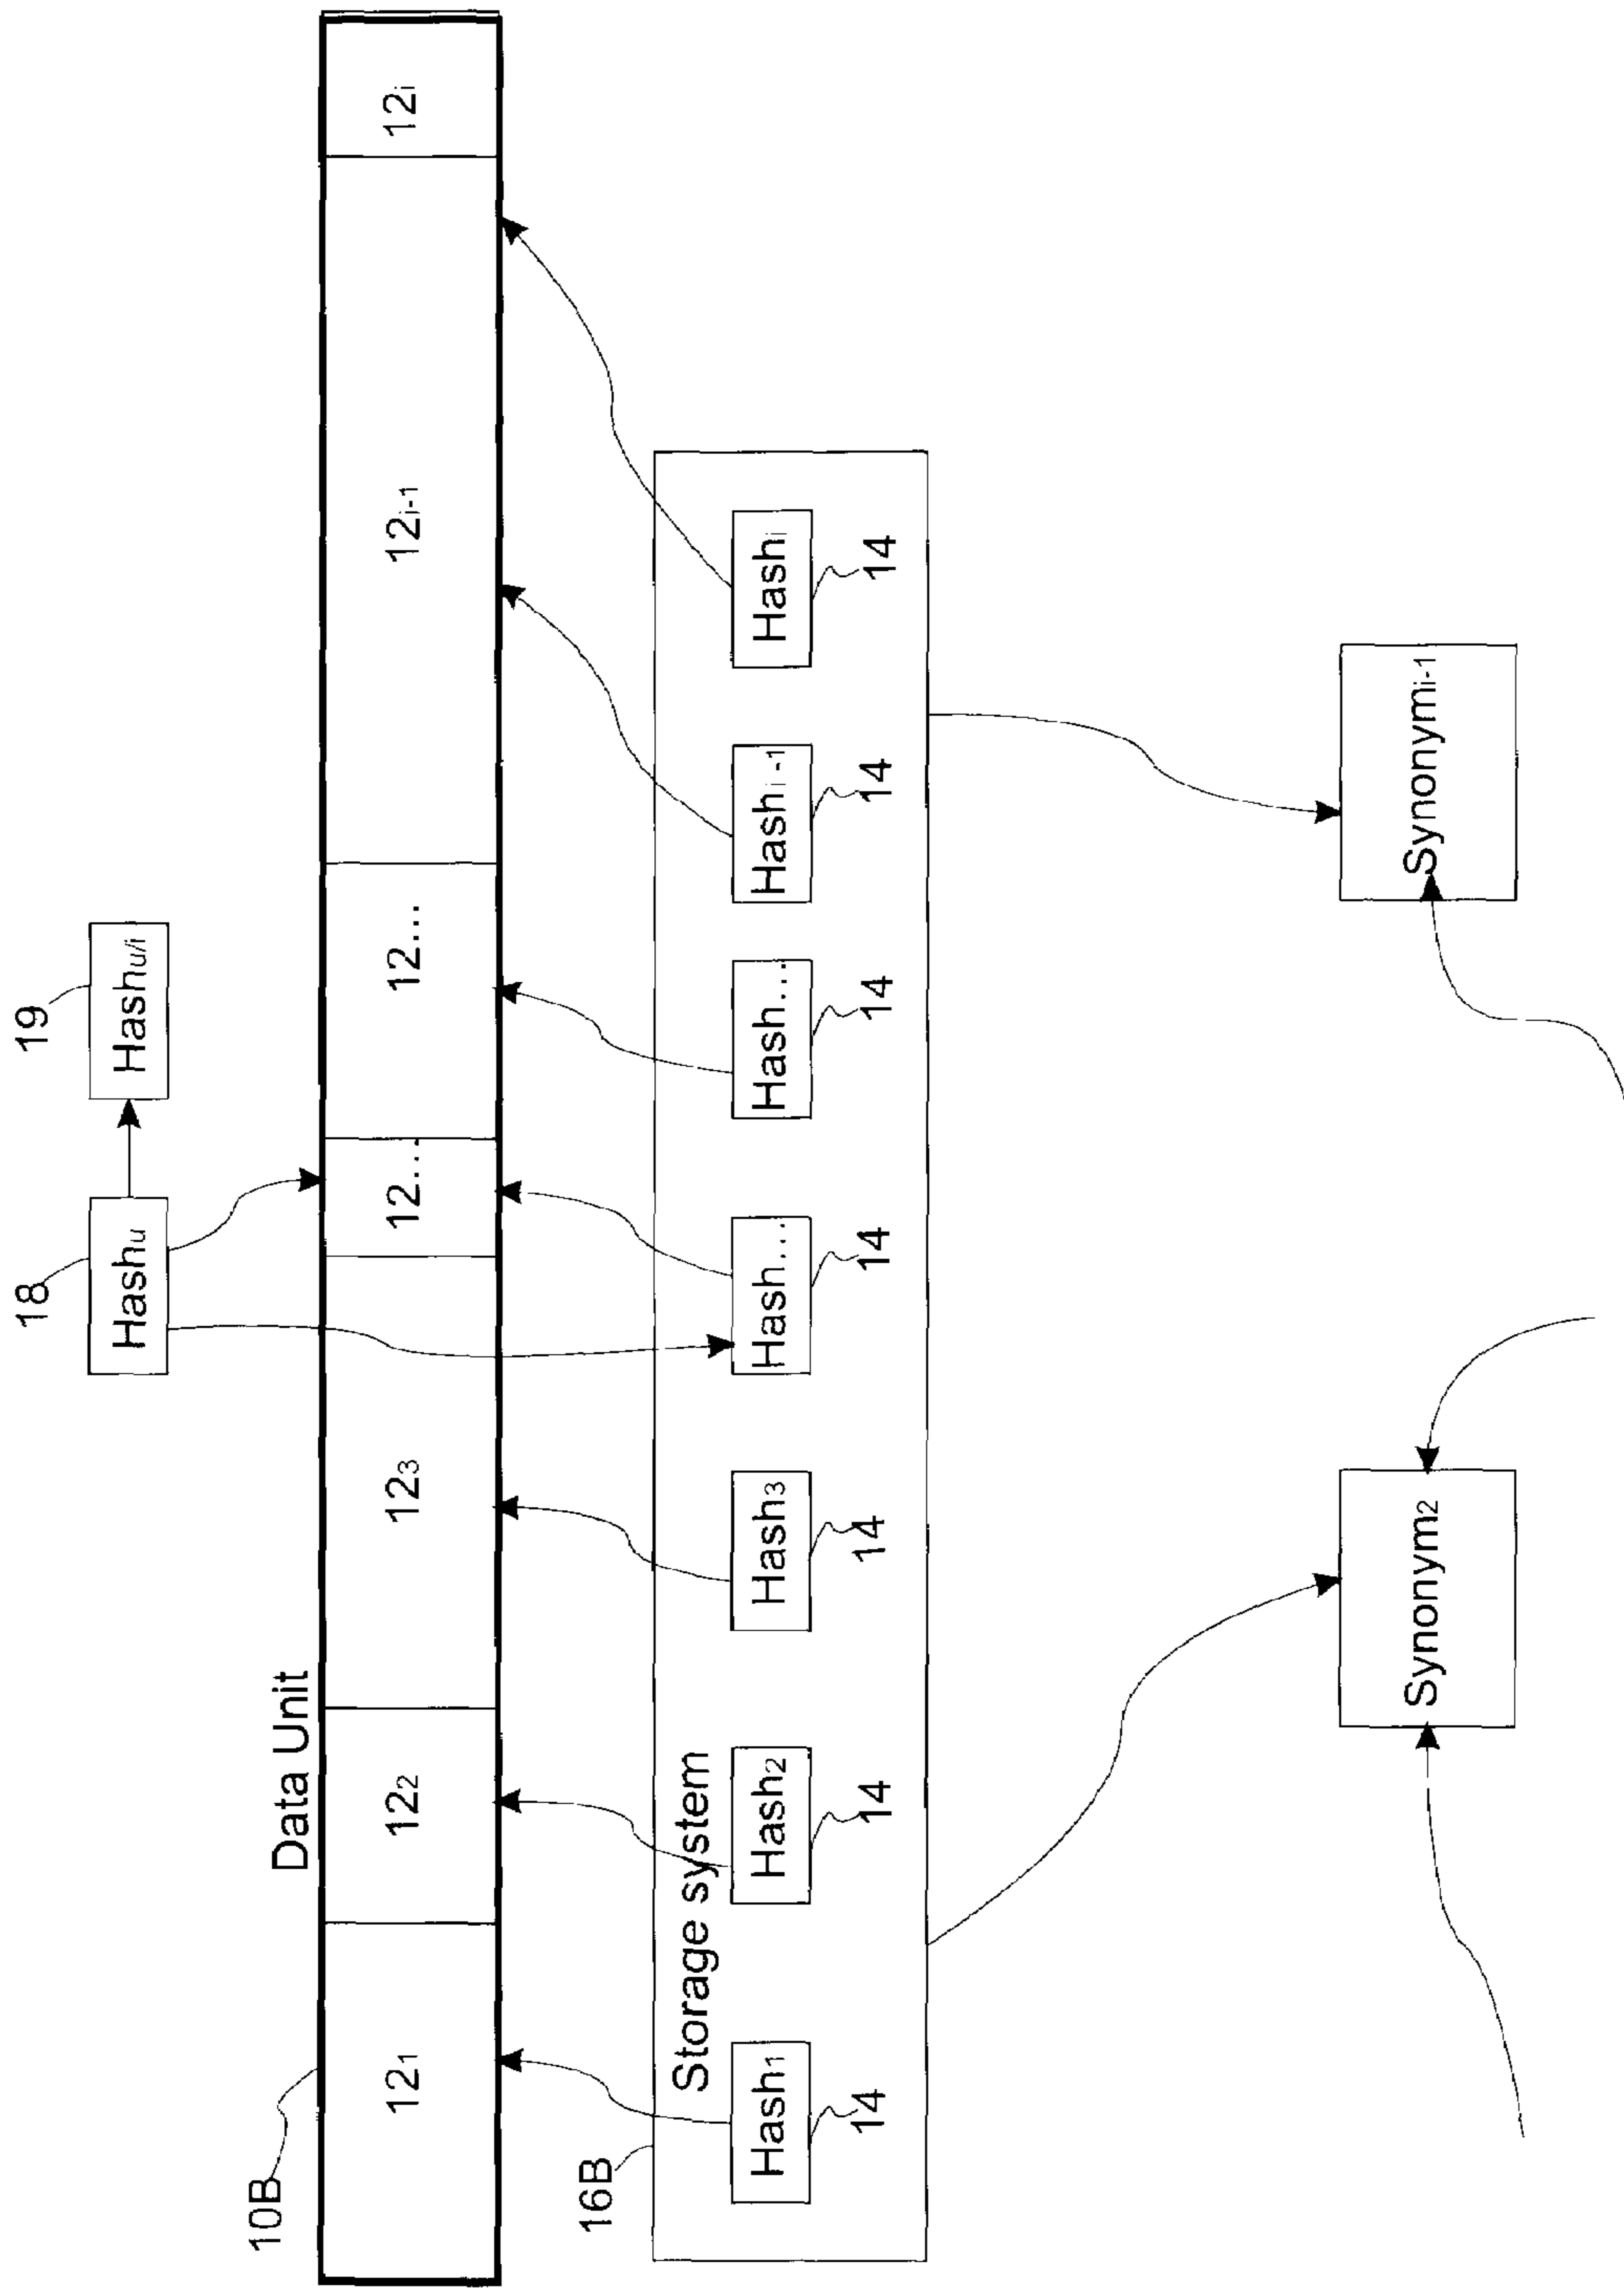 18
19
Hashᵤ
Hashᵤ/ᵢ
10B
Data Unit
12₁
12₂
12₃
12...
12...
12ᵢ₋₁
12ᵢ
16B
Storage system
Hash₁
Hash₂
Hash₃
Hash...
Hash...
Hashᵢ₋₁
Hashᵢ
14
14
14
14
14
14
14
Synonym₂
Synonymᵢ₋₁